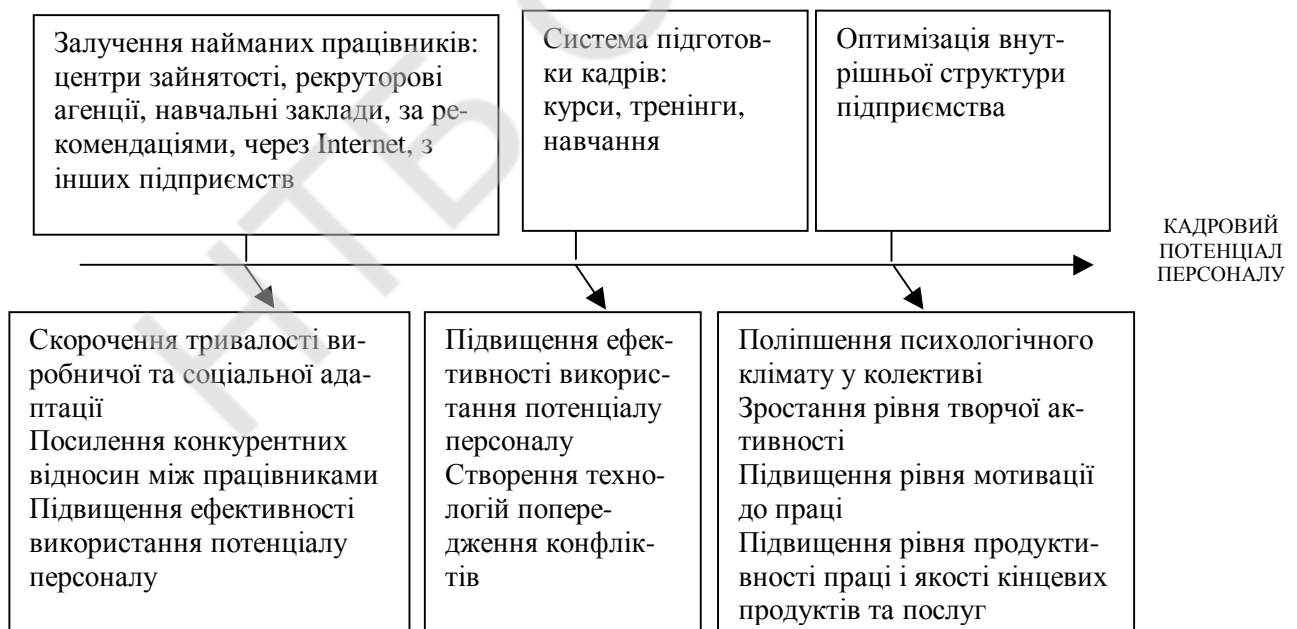 Залучення найманих працівників:
центри зайнятості, рекруторові
агенції, навчальні заклади, за ре-
комендаціями, через Internet, з
інших підприємств
Система підготов-
ки кадрів:
курси, тренінги,
навчання
Оптимізація внут-
рішньої структури
підприємства
КАДРОВИЙ
ПОТЕНЦІАЛ
ПЕРСОНАЛУ
Скорочення тривалості ви-
робничої та соціальної ада-
птації
Посилення конкурентних
відносин між працівниками
Підвищення ефективності
використання потенціалу
персоналу
Підвищення ефек-
тивності викорис-
тання потенціалу
персоналу
Створення техно-
логій попере-
дження конфлік-
тів
Поліпшення психологічного
клімату у колективі
Зростання рівня творчої ак-
тивності
Підвищення рівня мотивації
до праці
Підвищення рівня продукти-
вності праці і якості кінцевих
продуктів та послуг
НТБ